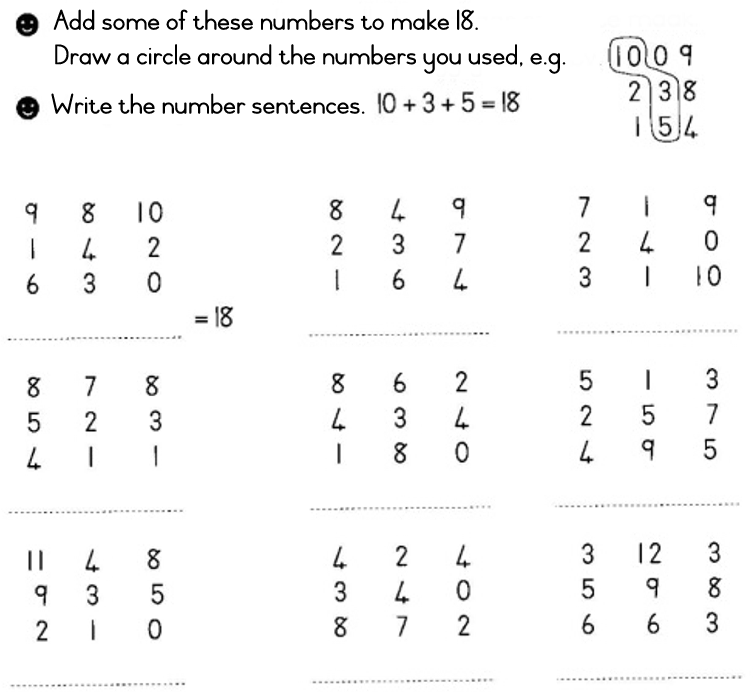 Add some of these numbers to make 18.
Draw a circle around the numbers you used, e.g.
10 0 9
2 3 8
1 5 4
Write the number sentences. 10 + 3 + 5 = 18
9 8 10
1 4 2
6 3 0
= 18
8 4 9
2 3 7
1 6 4
7 1 9
2 4 0
3 1 10
8 7 8
5 2 3
4 1 1
8 6 2
4 3 4
1 8 0
5 1 3
2 5 7
4 9 5
11 4 8
9 3 5
2 1 0
4 2 4
3 4 0
8 7 2
3 12 3
5 9 8
6 6 3